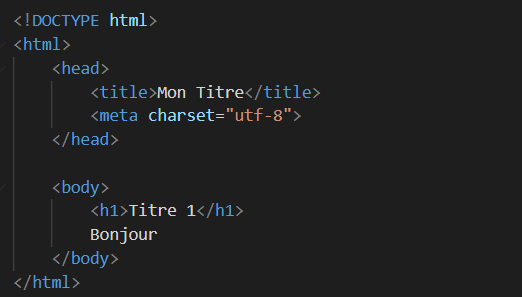 <!DOCTYPE html>
<html>
    <head>
        <title>Mon Titre</title>
        <meta charset="utf-8">
    </head>

    <body>
        <h1>Titre 1</h1>
        Bonjour
    </body>
</html>